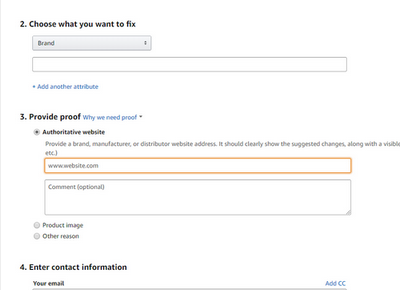 2. Choose what you want to fix
Brand
+ Add another attribute
3. Provide proof Why we need proof
Authoritative website
Provide a brand, manufacturer, or distributor website address. It should clearly show the suggested changes, along with a visible
etc.)
www.website.com
Comment (optional)
Product image
Other reason
4. Enter contact information
Your email Add CC